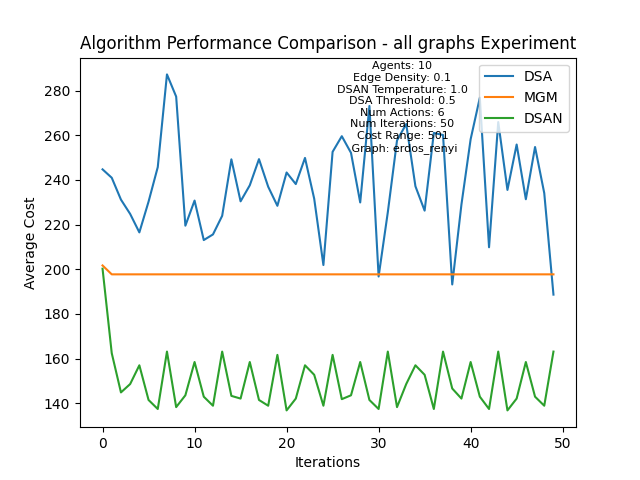 Algorithm Performance Comparison - all graphs Experiment
Agents: 10
Edge Density: 0.1
DSAN Temperature: 1.0
DSA Threshold: 0.5
Num Actions: 6
Num Iterations: 50
Cost Range: 501
Graph: erdos_renyi
DSA
MGM
DSAN
Average Cost
280
260
240
220
200
180
160
140
0
10
20
30
40
50
Iterations